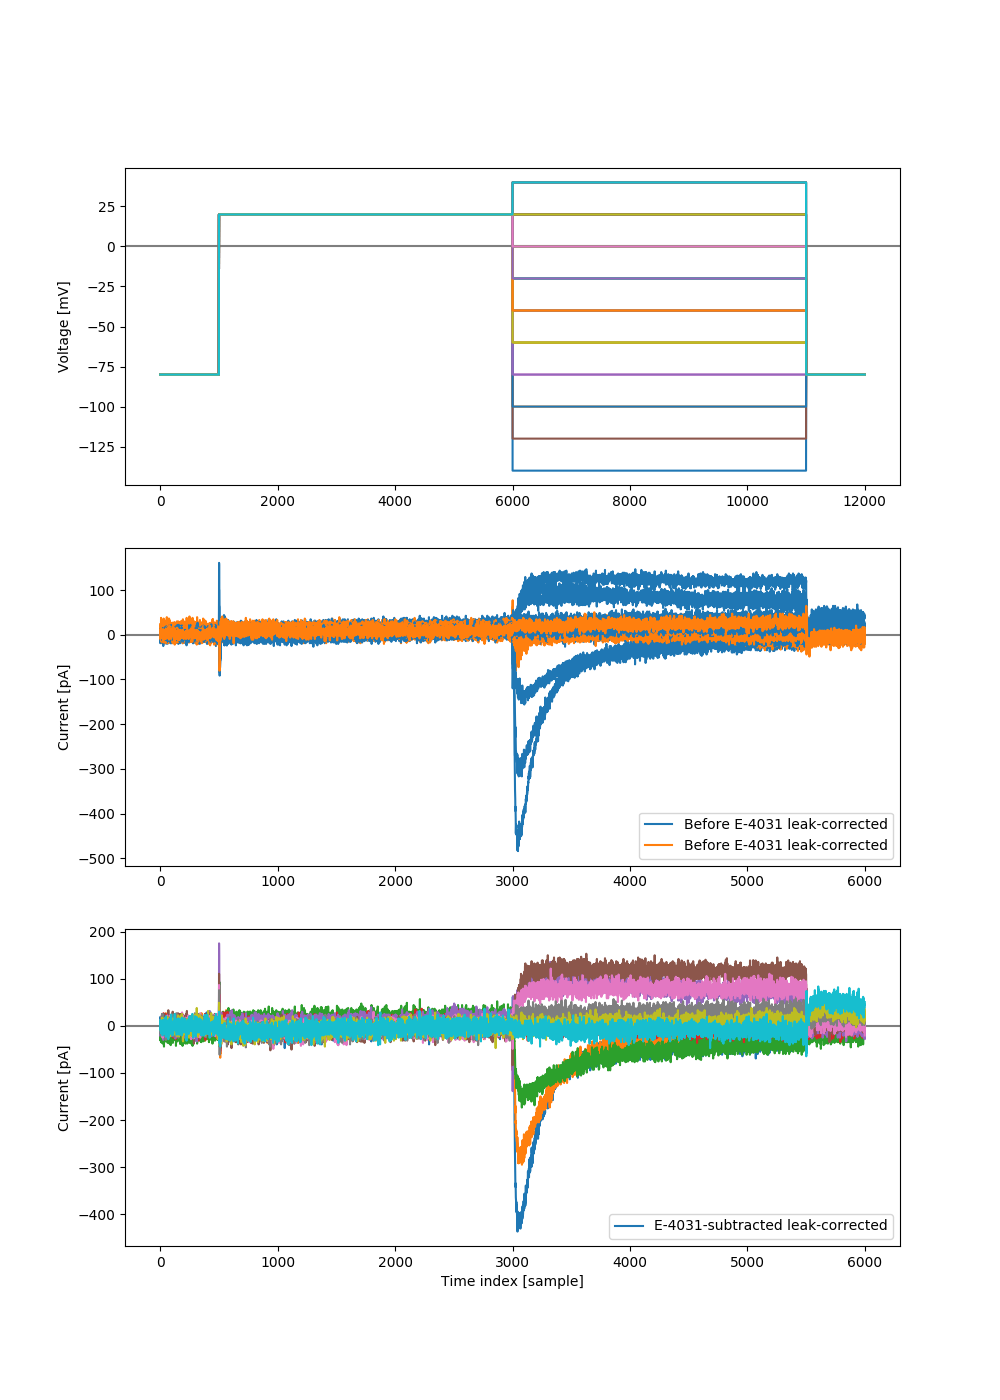 25
0
−25
−50
−75
−100
−125
Voltage [mV]
0 2000 4000 6000 8000 10000 12000
100
0
−100
−200
−300
−400
−500
Current [pA]
Before E-4031 leak-corrected
Before E-4031 leak-corrected
0 1000 2000 3000 4000 5000 6000
200
100
0
−100
−200
−300
−400
Current [pA]
E-4031-subtracted leak-corrected
0 1000 2000 3000 4000 5000 6000
Time index [sample]